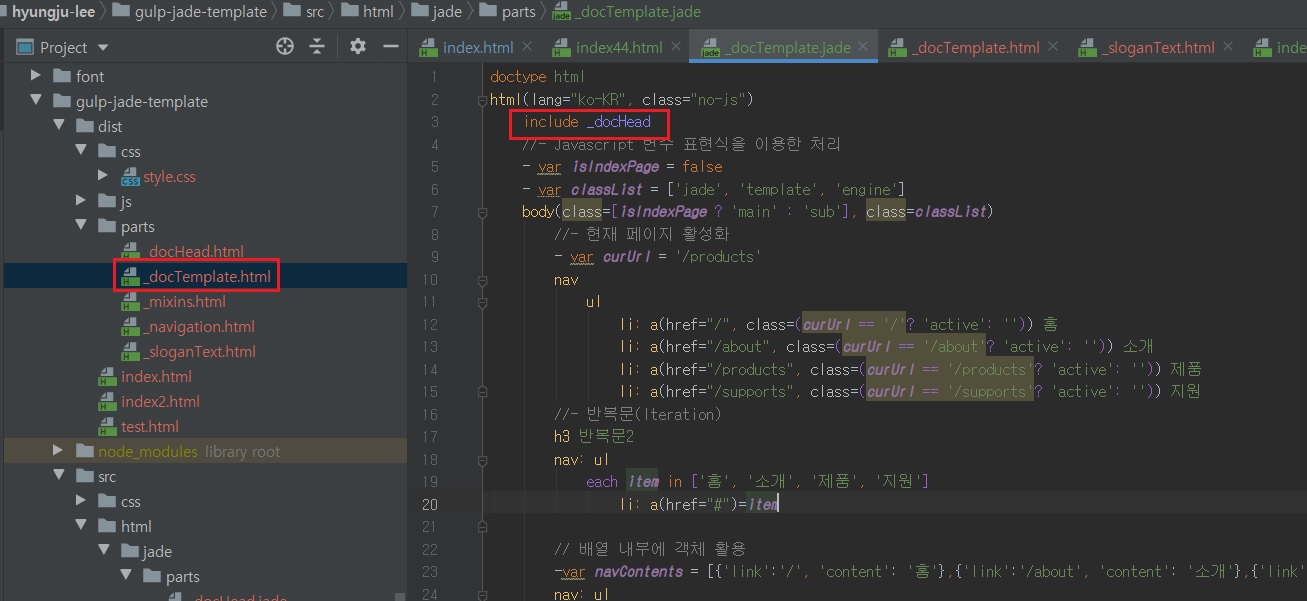 hyungju-lee gulp-jade-template src html jade parts _docTemplate.jade
Project
index.html index44.html _docTemplate.jade _docTemplate.html _sloganText.html inde
font
gulp-jade-template
dist
css
style.css
js
parts
_docHead.html
_docTemplate.html
_mixins.html
_navigation.html
_sloganText.html
index.html
index2.html
test.html
node_modules library root
src
css
html
jade
parts
_docHead.jade
1 doctype html
2 html(lang="ko-KR", class="no-js")
3 include _docHead
4 //- Javascript 변수 표현식을 이용한 처리
5 - var isIndexPage = false
6 - var classList = ['jade', 'template', 'engine']
7 body(class=[isIndexPage ? 'main' : 'sub'], class=classList)
8 //- 현재 페이지 활성화
9 - var curUrl = '/products'
10 nav
11 ul
12 li: a(href="/", class=(curUrl == '/'? 'active': '')) 홈
13 li: a(href="/about", class=(curUrl == '/about'? 'active': '')) 소개
14 li: a(href="/products", class=(curUrl == '/products'? 'active': '')) 제품
15 li: a(href="/supports", class=(curUrl == '/supports'? 'active': '')) 지원
16 //- 반복문(Iteration)
17 h3 반복문2
18 nav: ul
19 each item in ['홈', '소개', '제품', '지원']
20 li: a(href="#")=item
21
22 // 배열 내부에 객체 활용
23 -var navContents = [{'link':'/', 'content': '홈'},{'link':'/about', 'content': '소개'},{'link'
24 nav: ul